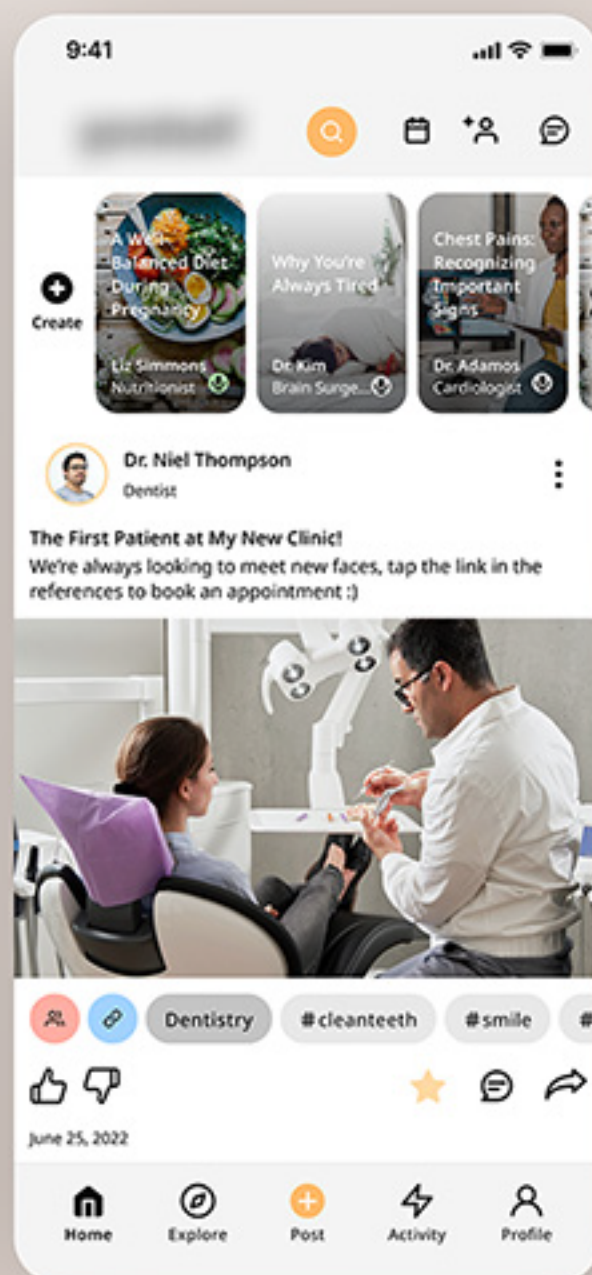 9:41
Create
A Well-
Balanced Diet
During
Pregnancy
Liz Simmons
Nutritionist
Why You're
Always Tired
Dr. Kim
Brain Surge...
Chest Pains:
Recognizing
Important
Signs
Dr. Adamos
Cardiologist
Dr. Niel Thompson
Dentist
The First Patient at My New Clinic!
We're always looking to meet new faces, tap the link in the
references to book an appointment :)
Dentistry
#cleanteeth
#smile
#
June 25, 2022
Home
Explore
Post
Activity
Profile